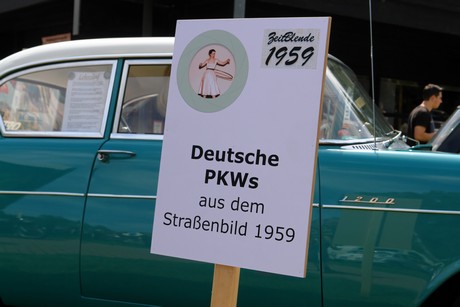 ZeitBlende
1959
Deutsche
PKWs
aus dem
Straßenbild 1959
1200